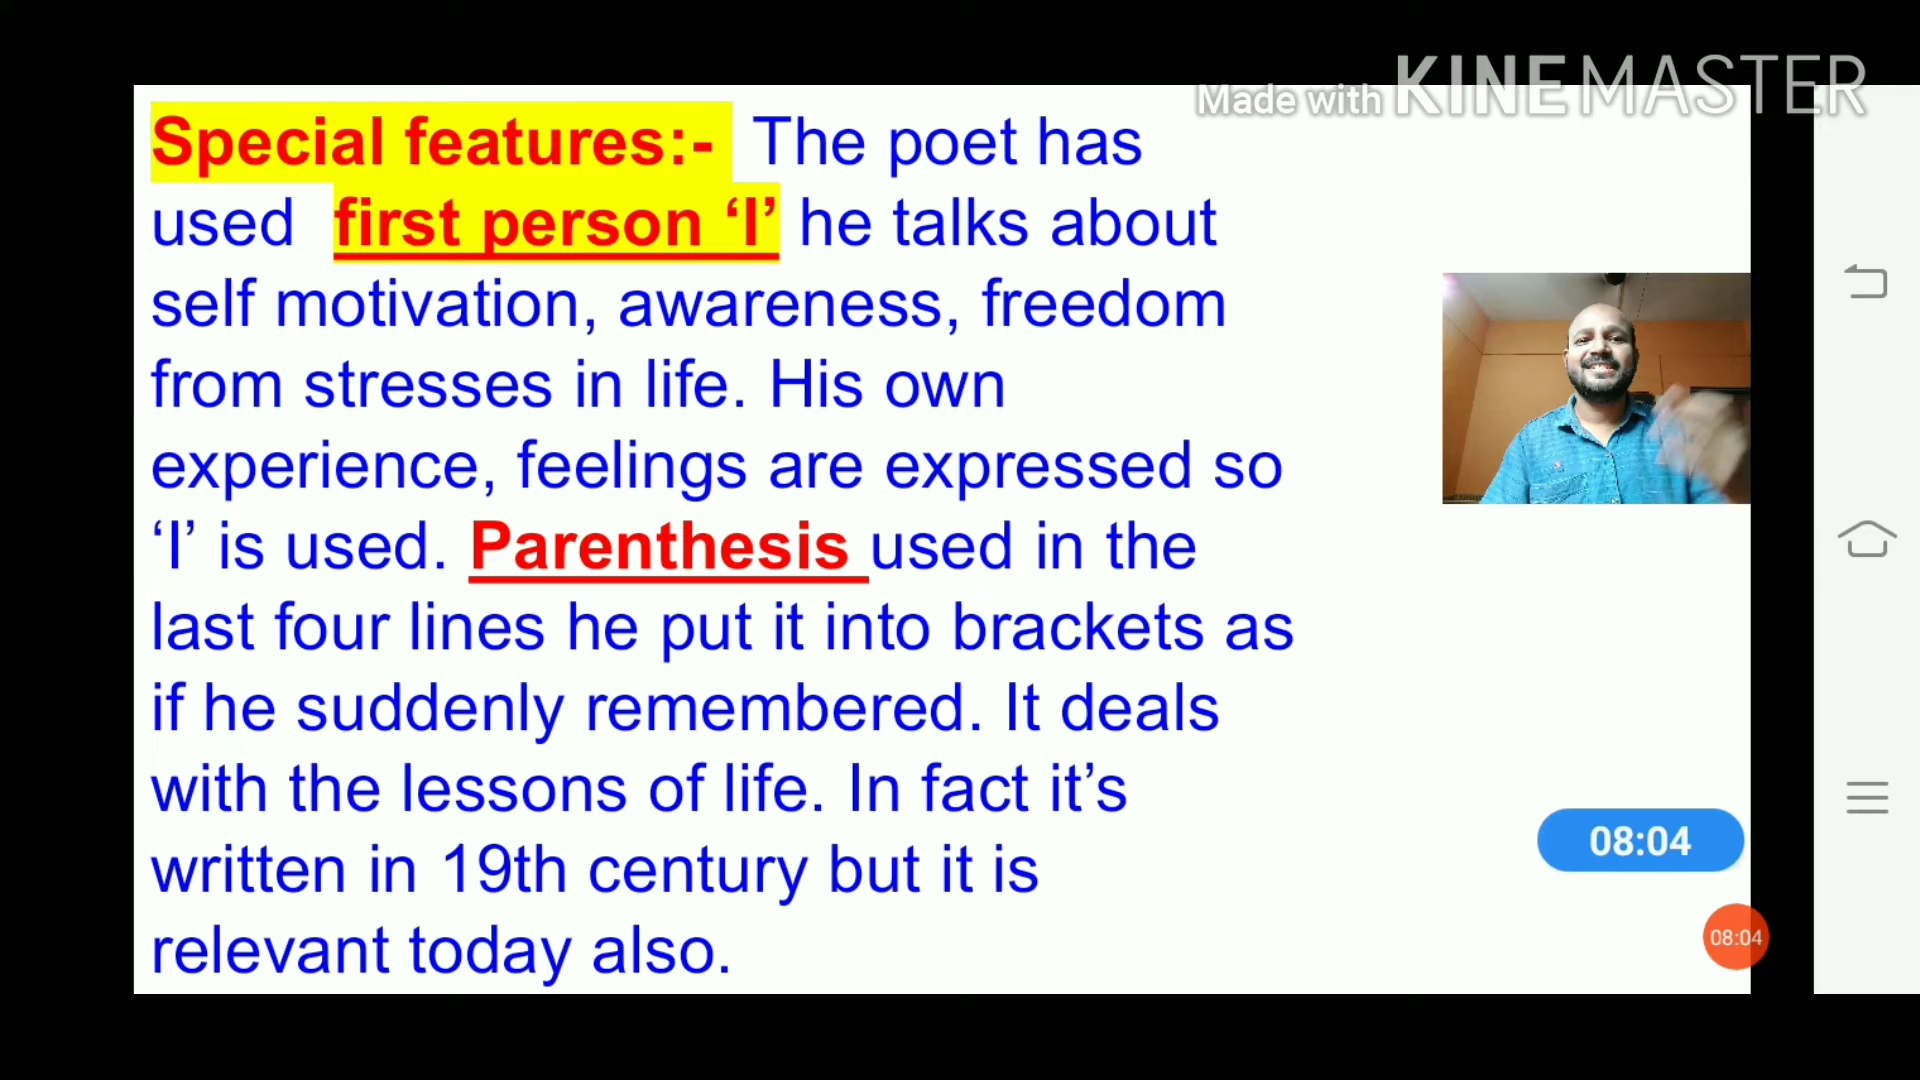 Made with KINEMASTER
Special features:- The poet has
used first person ‘I’ he talks about
self motivation, awareness, freedom
from stresses in life. His own
experience, feelings are expressed so
‘I’ is used. Parenthesis used in the
last four lines he put it into brackets as
if he suddenly remembered. It deals
with the lessons of life. In fact it’s
written in 19th century but it is
relevant today also.
08:04
08:04